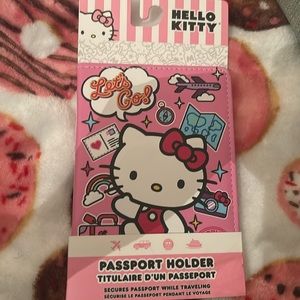 HELLO
KITTY
Let's
Go!
PASSPORT HOLDER
TITULAIRE D'UN PASSEPORT
SECURES PASSPORT WHILE TRAVELING
SÉCURISE LE PASSEPORT PENDANT LE VOYAGE